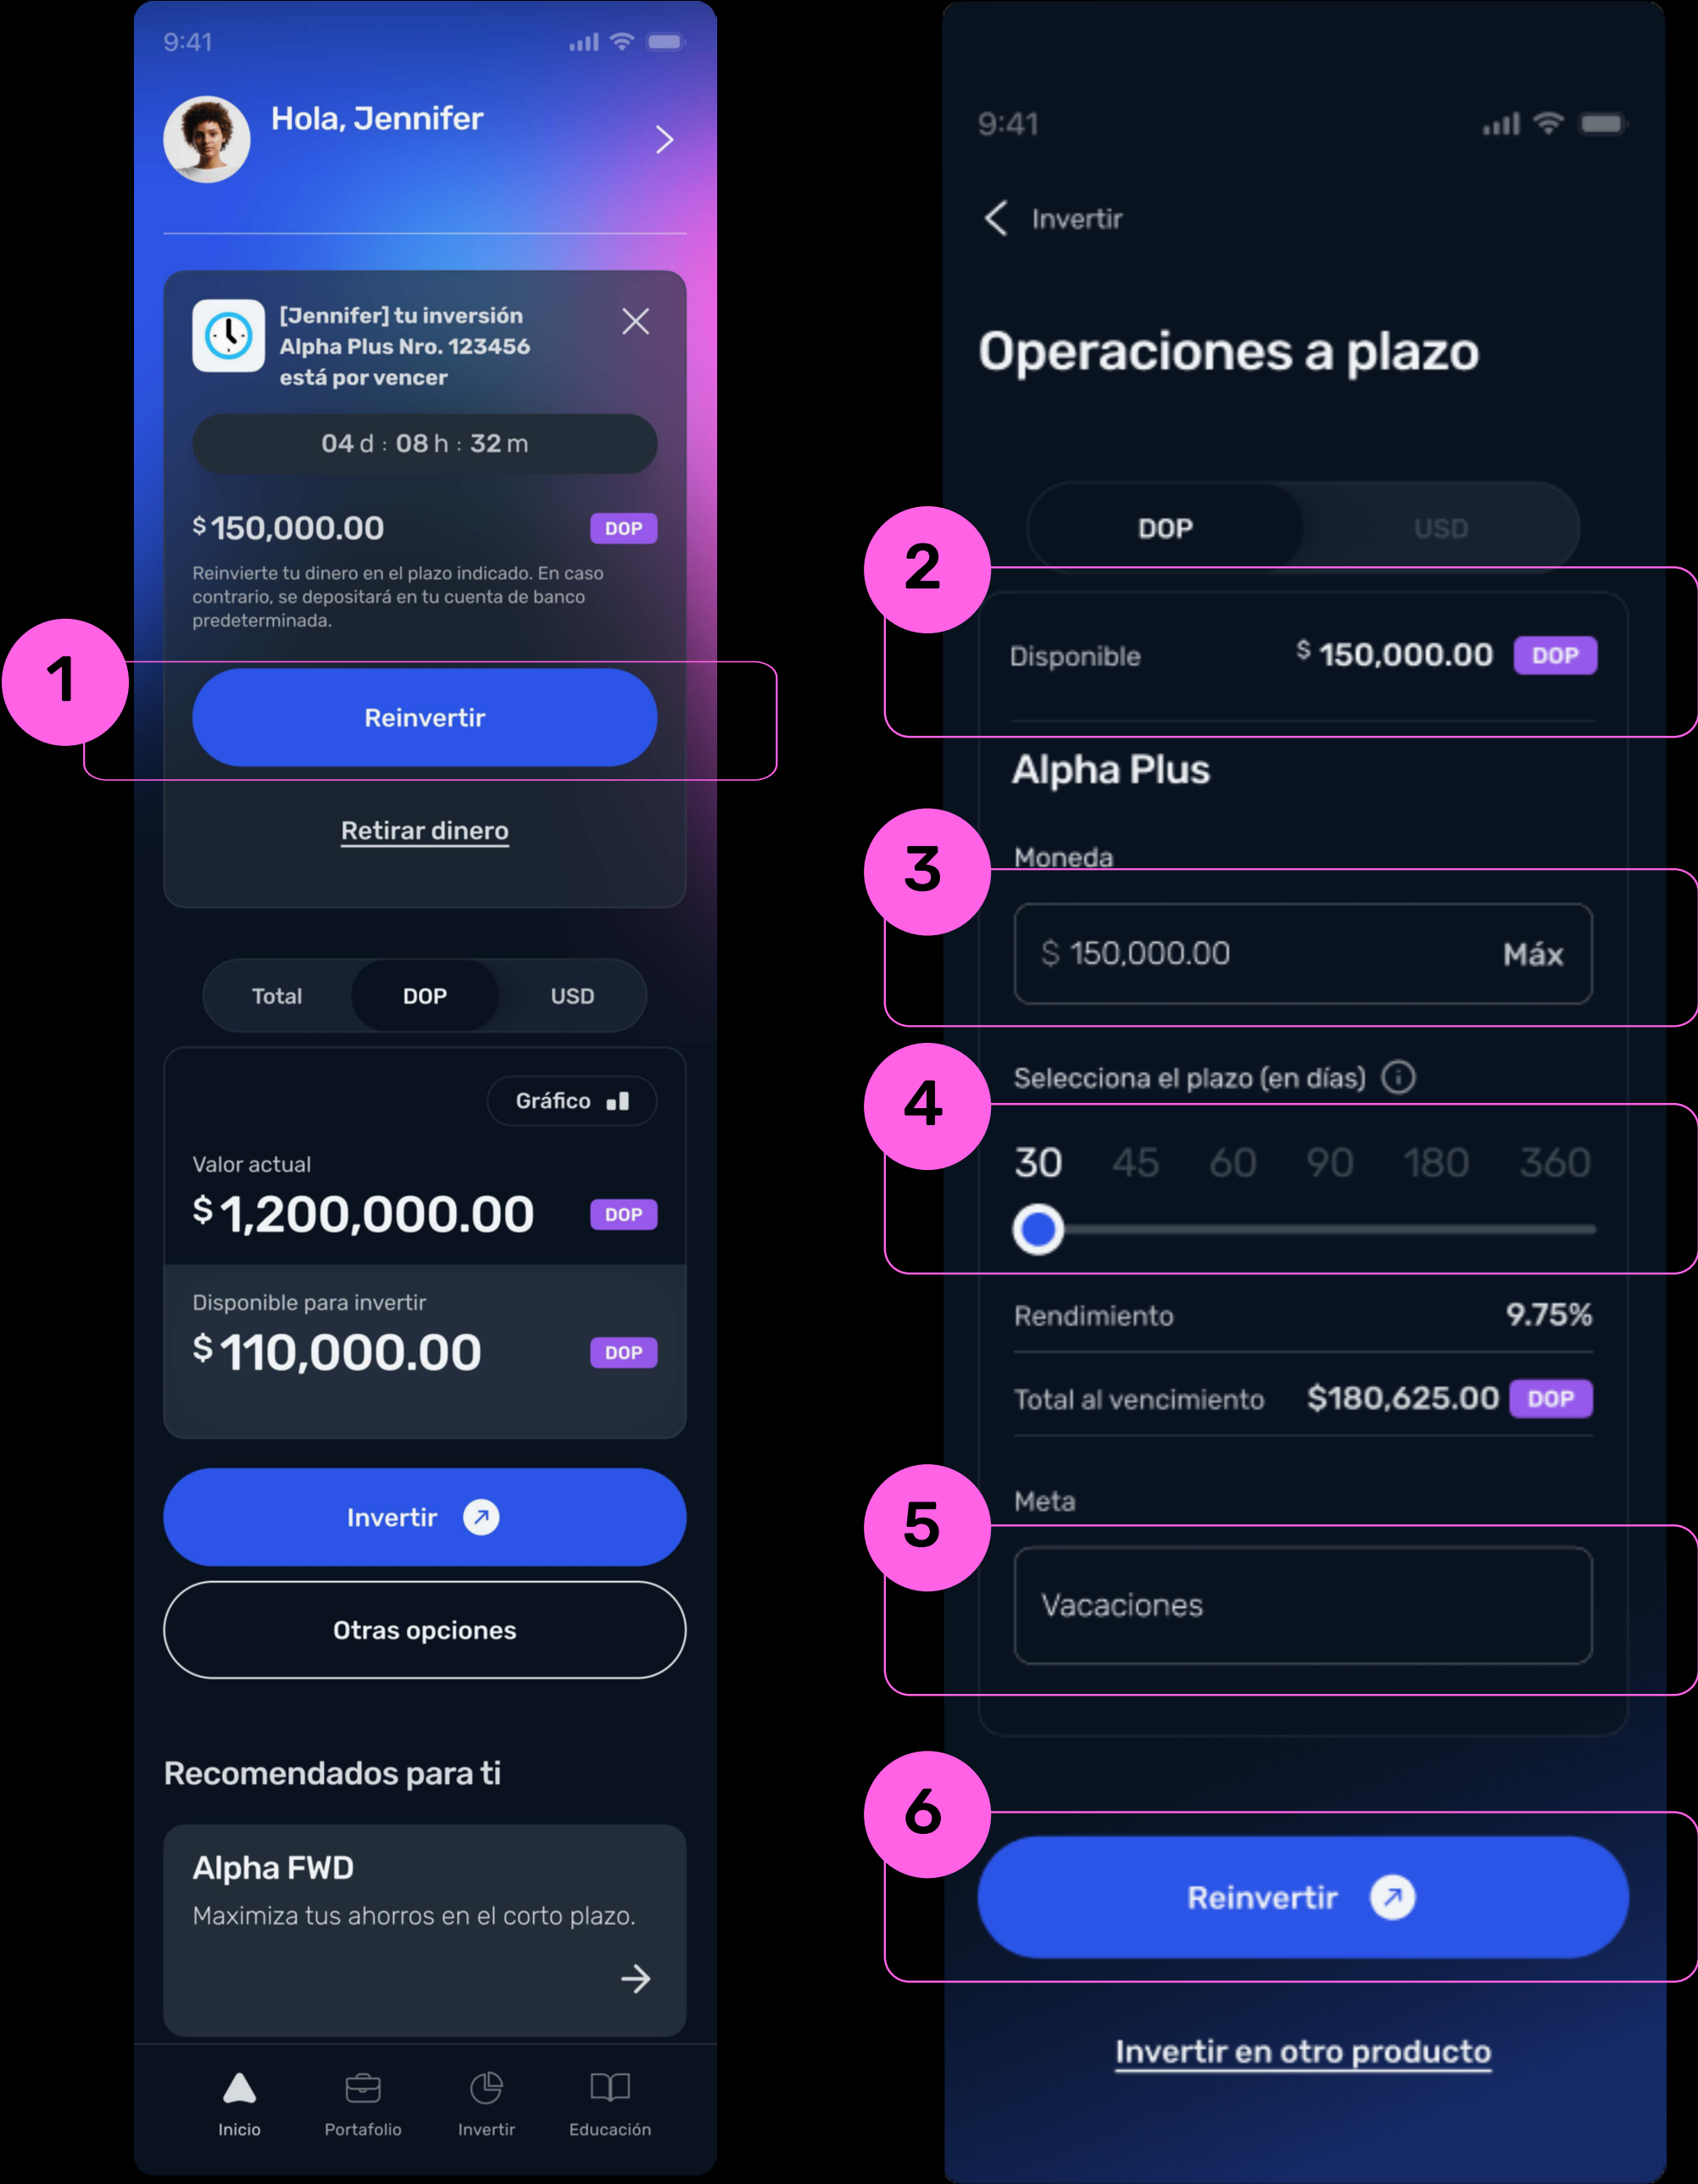 9:41
Hola, Jennifer
[Jennifer] tu inversión
Alpha Plus Nro. 123456
está por vencer
04 d : 08 h : 32 m
$150,000.00 DOP
Reinvierte tu dinero en el plazo indicado. En caso
contrario, se depositará en tu cuenta de banco
predeterminada.
1
Reinvertir
Retirar dinero
Total DOP USD
Gráfico
Valor actual
$1,200,000.00 DOP
Disponible para invertir
$110,000.00 DOP
Invertir
Otras opciones
Recomendados para ti
Alpha FWD
Maximiza tus ahorros en el corto plazo.
Inicio Portafolio Invertir Educación
9:41
Invertir
Operaciones a plazo
DOP USD
2
Disponible $150,000.00 DOP
Alpha Plus
3
Moneda
$ 150,000.00 Máx
4
Selecciona el plazo (en días)
30 45 60 90 180 360
Rendimiento 9.75%
Total al vencimiento $180,625.00 DOP
5
Meta
Vacaciones
6
Reinvertir
Invertir en otro producto